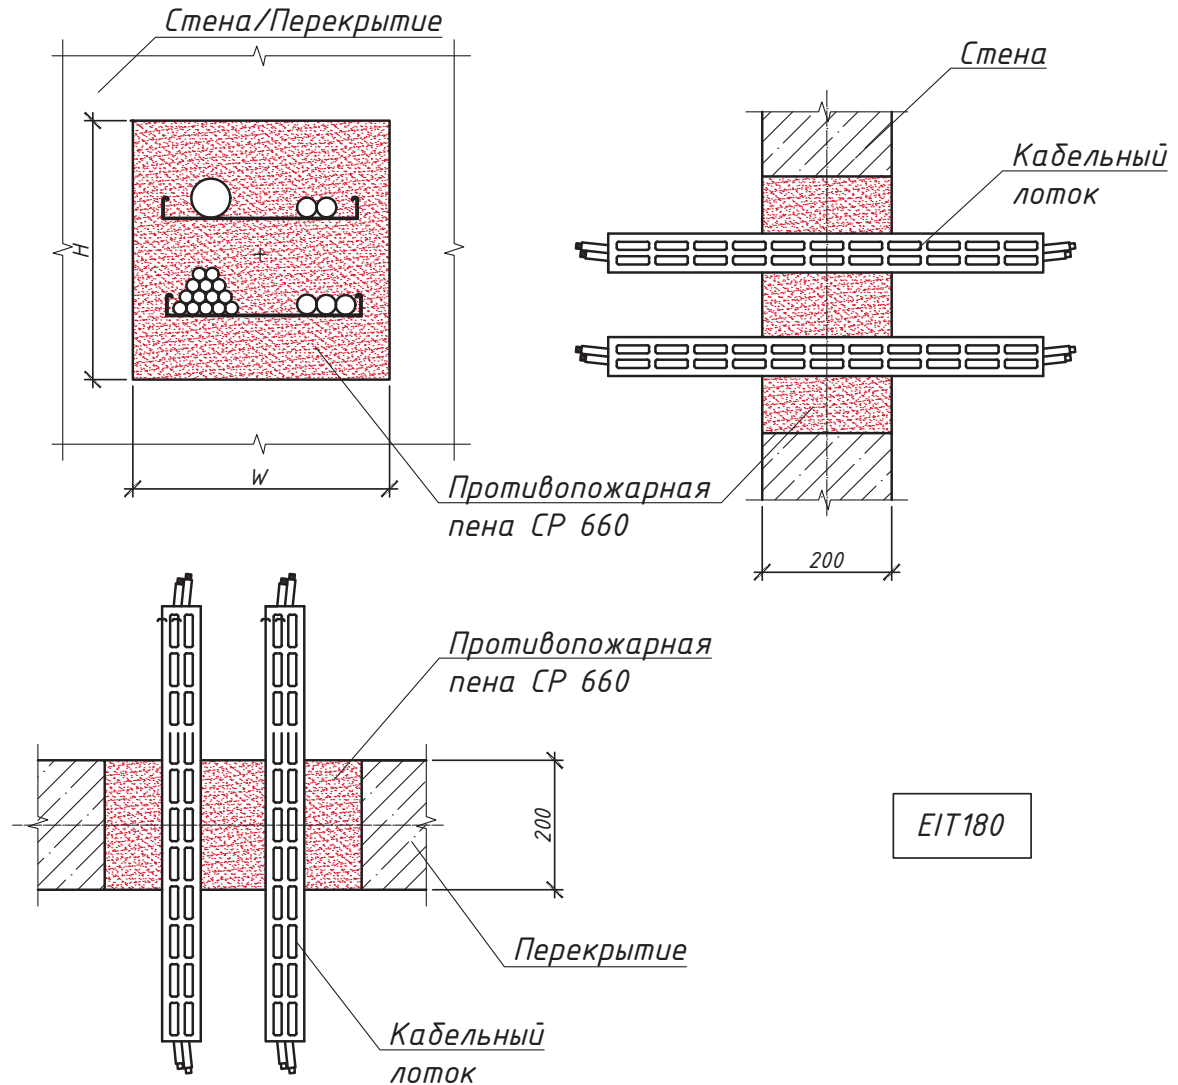 Стена/Перекрытие
Стена
Кабельный
лоток
H
W
Противопожарная
пена CP 660
200
Противопожарная
пена CP 660
200
EIT180
Перекрытие
Кабельный
лоток